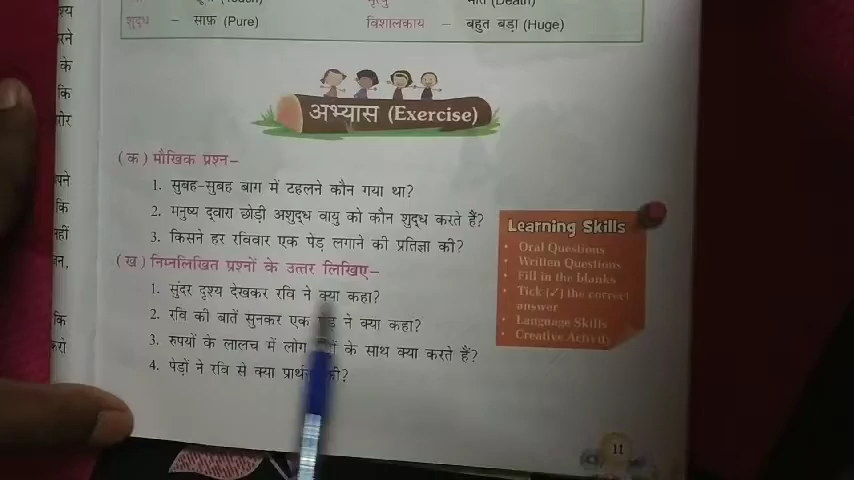 शुद्ध – साफ़ (Pure)
विशालकाय – बहुत बड़ा (Huge)
अभ्यास (Exercise)
(क) मौखिक प्रश्न–
1. सुबह-सुबह बाग में टहलने कौन गया था?
2. मनुष्य द्वारा छोड़ी अशुद्ध वायु को कौन शुद्ध करते हैं?
3. किसने हर रविवार एक पेड़ लगाने की प्रतिज्ञा की?
(ख) निम्नलिखित प्रश्नों के उत्तर लिखिए–
1. सुंदर दृश्य देखकर रवि ने क्या कहा?
2. रवि की बातें सुनकर एक ने क्या कहा?
3. रुपयों के लालच में लोग के साथ क्या करते हैं?
4. पेड़ों ने रवि से क्या की?
Learning Skills
• Oral Questions
• Written Questions
• Fill in the blanks
• Tick (✓) the correct
answer
• Language Skills
• Creative Activity
11